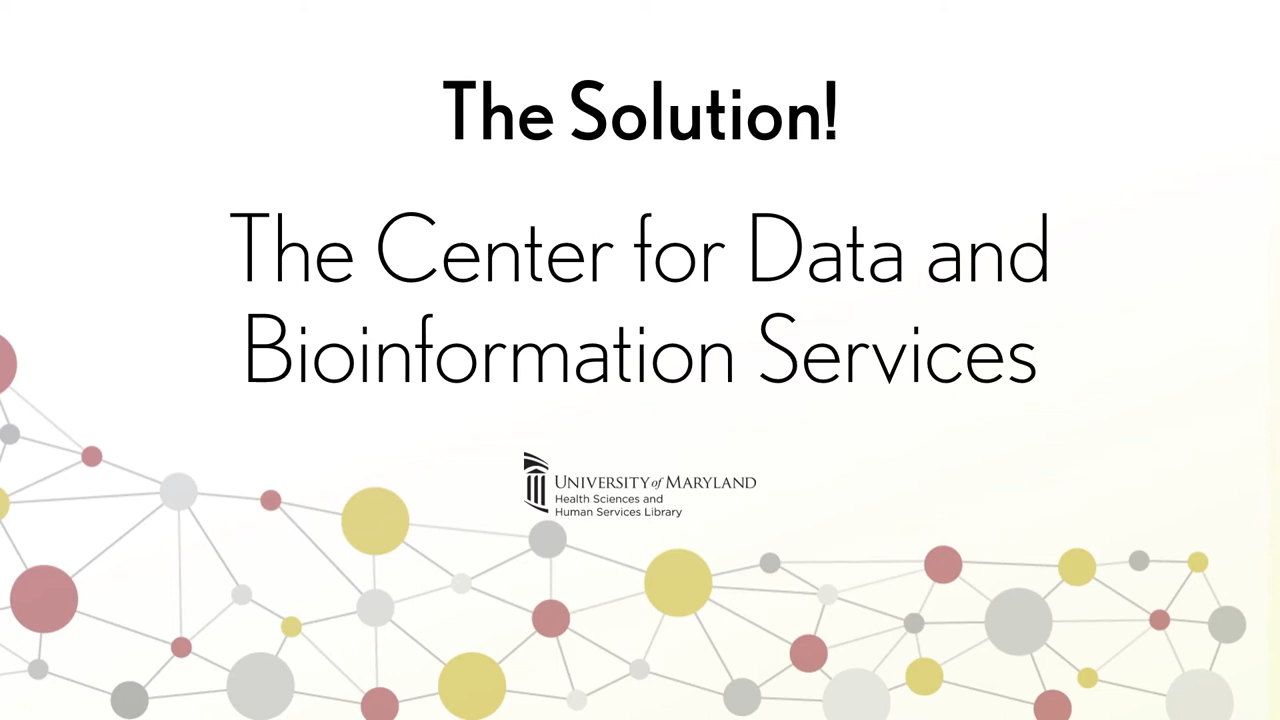 The Solution!
The Center for Data and
Bioinformation Services
UNIVERSITY of MARYLAND
Health Sciences and
Human Services Library